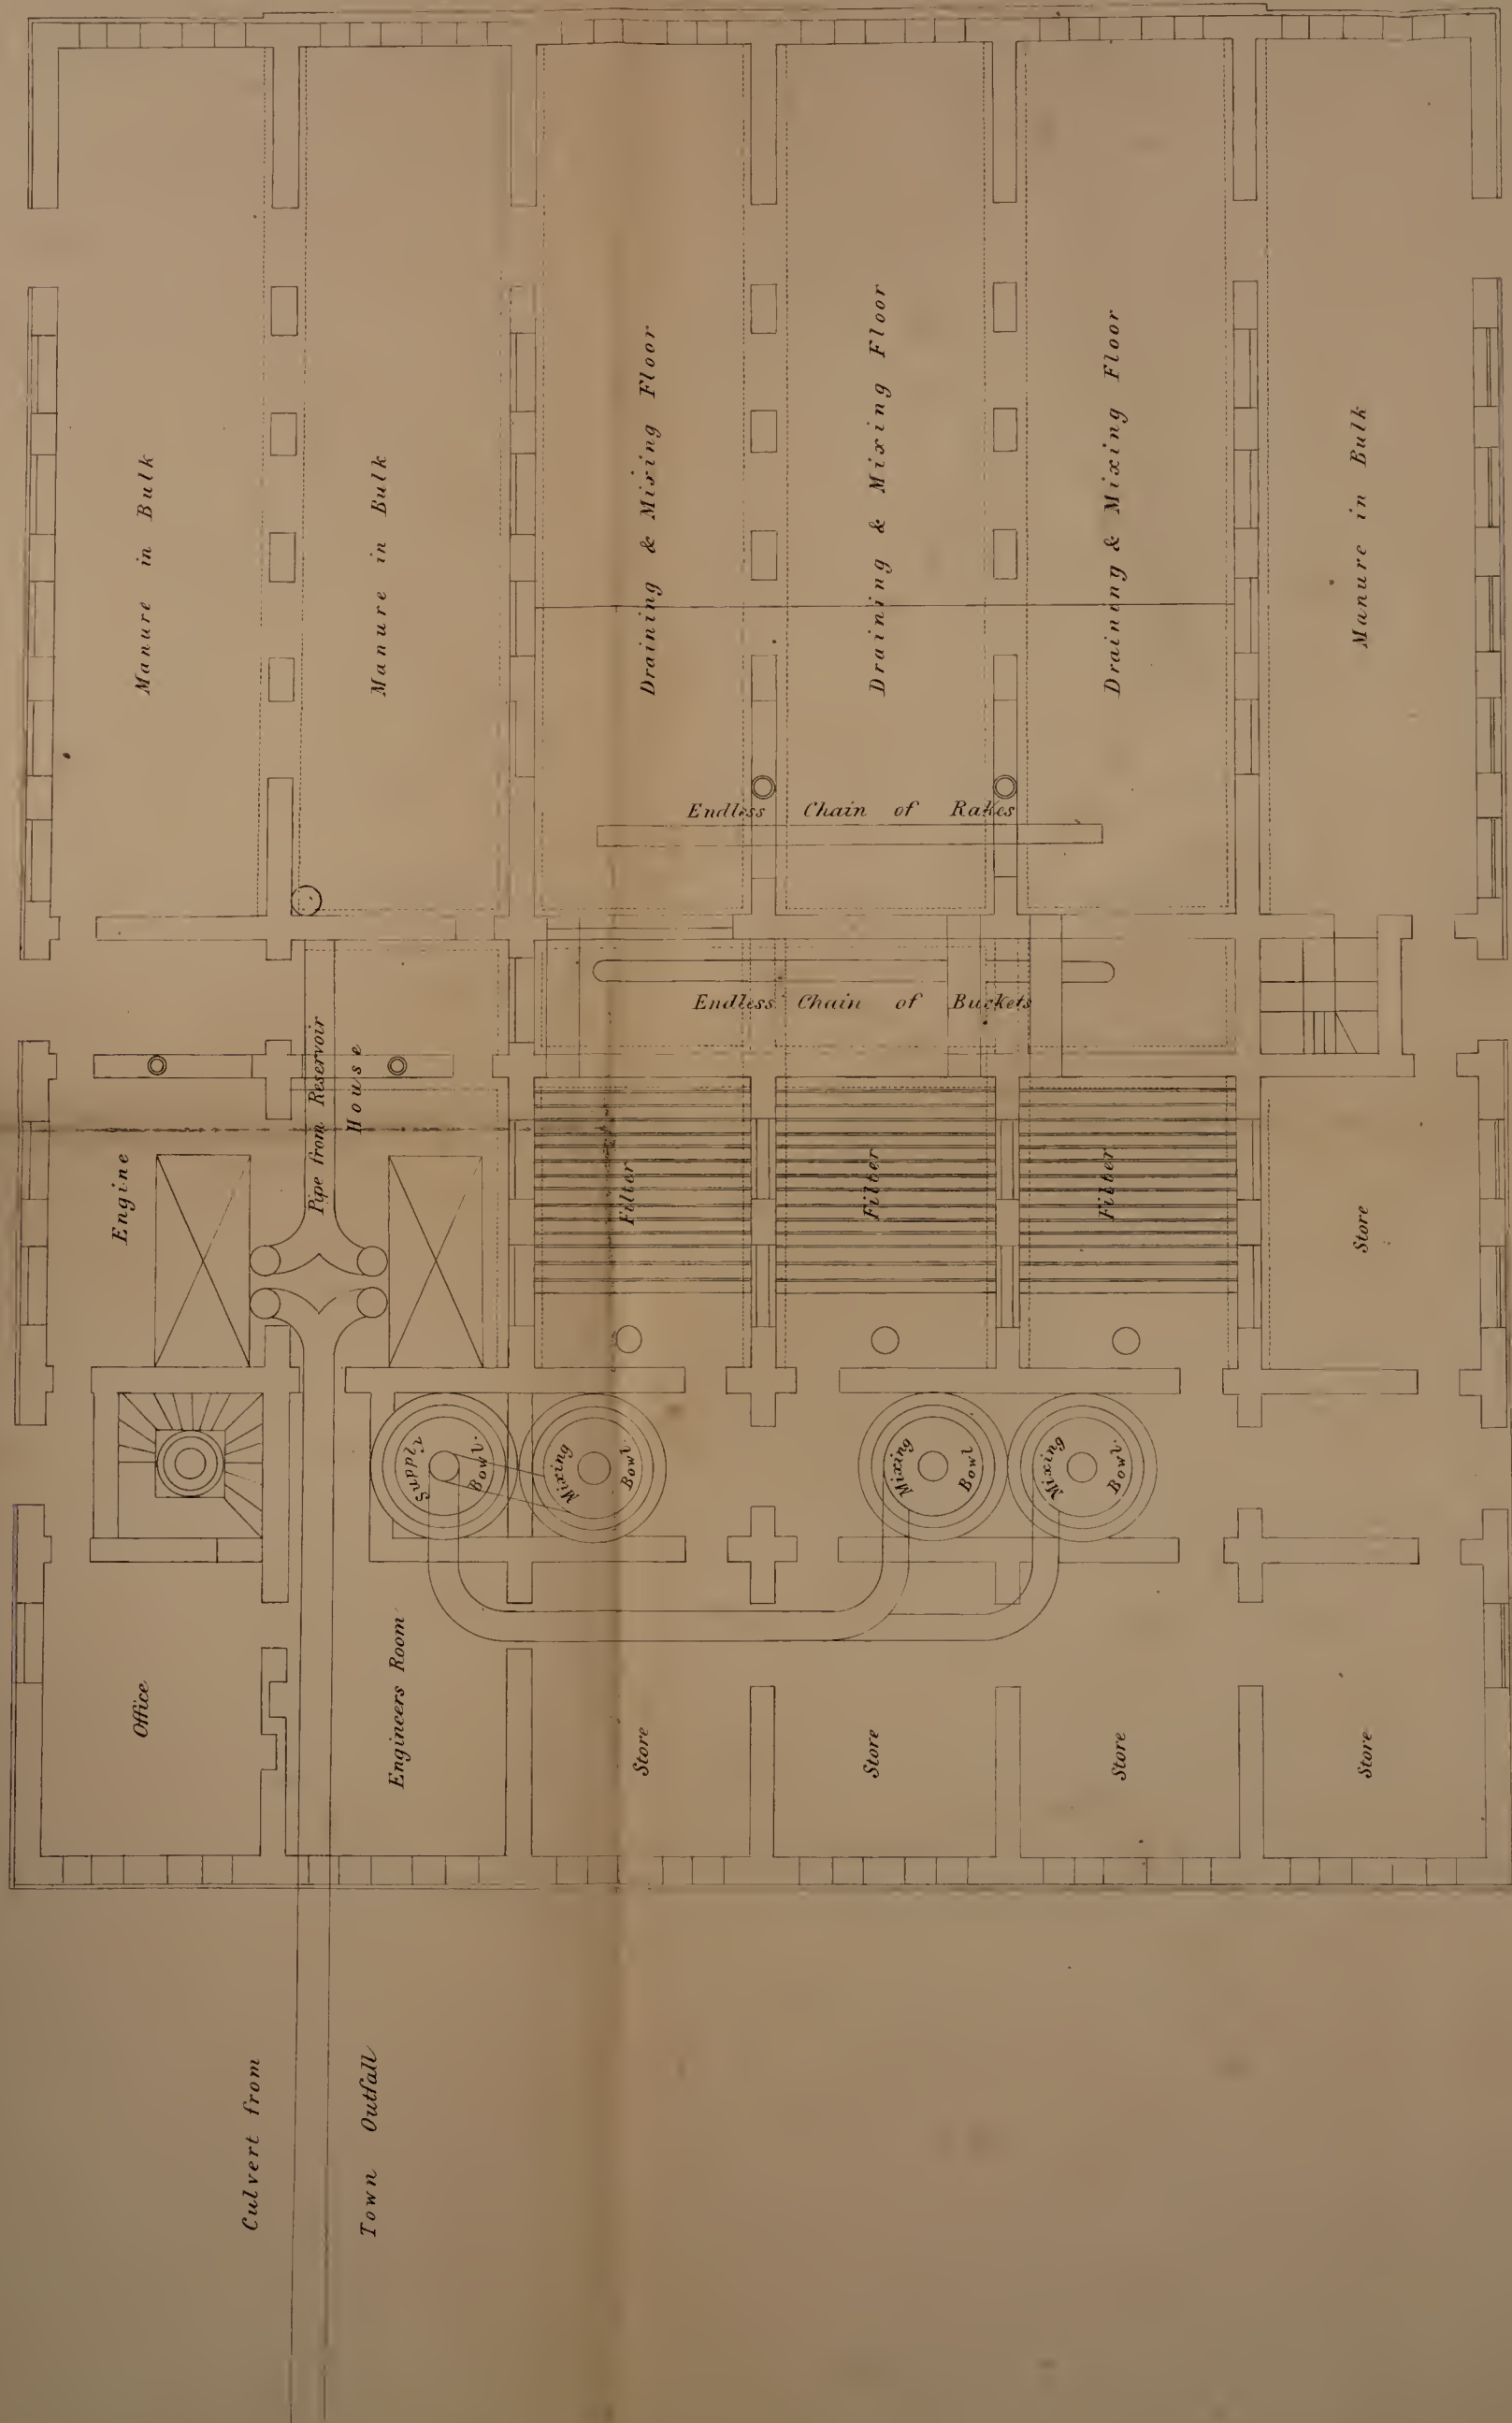 Manure in Bulk
Manure in Bulk
Draining & Mixing Floor
Draining & Mixing Floor
Draining & Mixing Floor
Manure in Bulk
Endless Chain of Rakes
Endless Chain of Buckets
Engine
House
Pipe from Reservoir
Filter
Filter
Filter
Store
Supply
Bowl.
Mixing
Bowl.
Mixing
Bowl
Mixing
Bowl.
Office
Engineers Room
Store
Store
Store
Store
Culvert from
Town Outfall